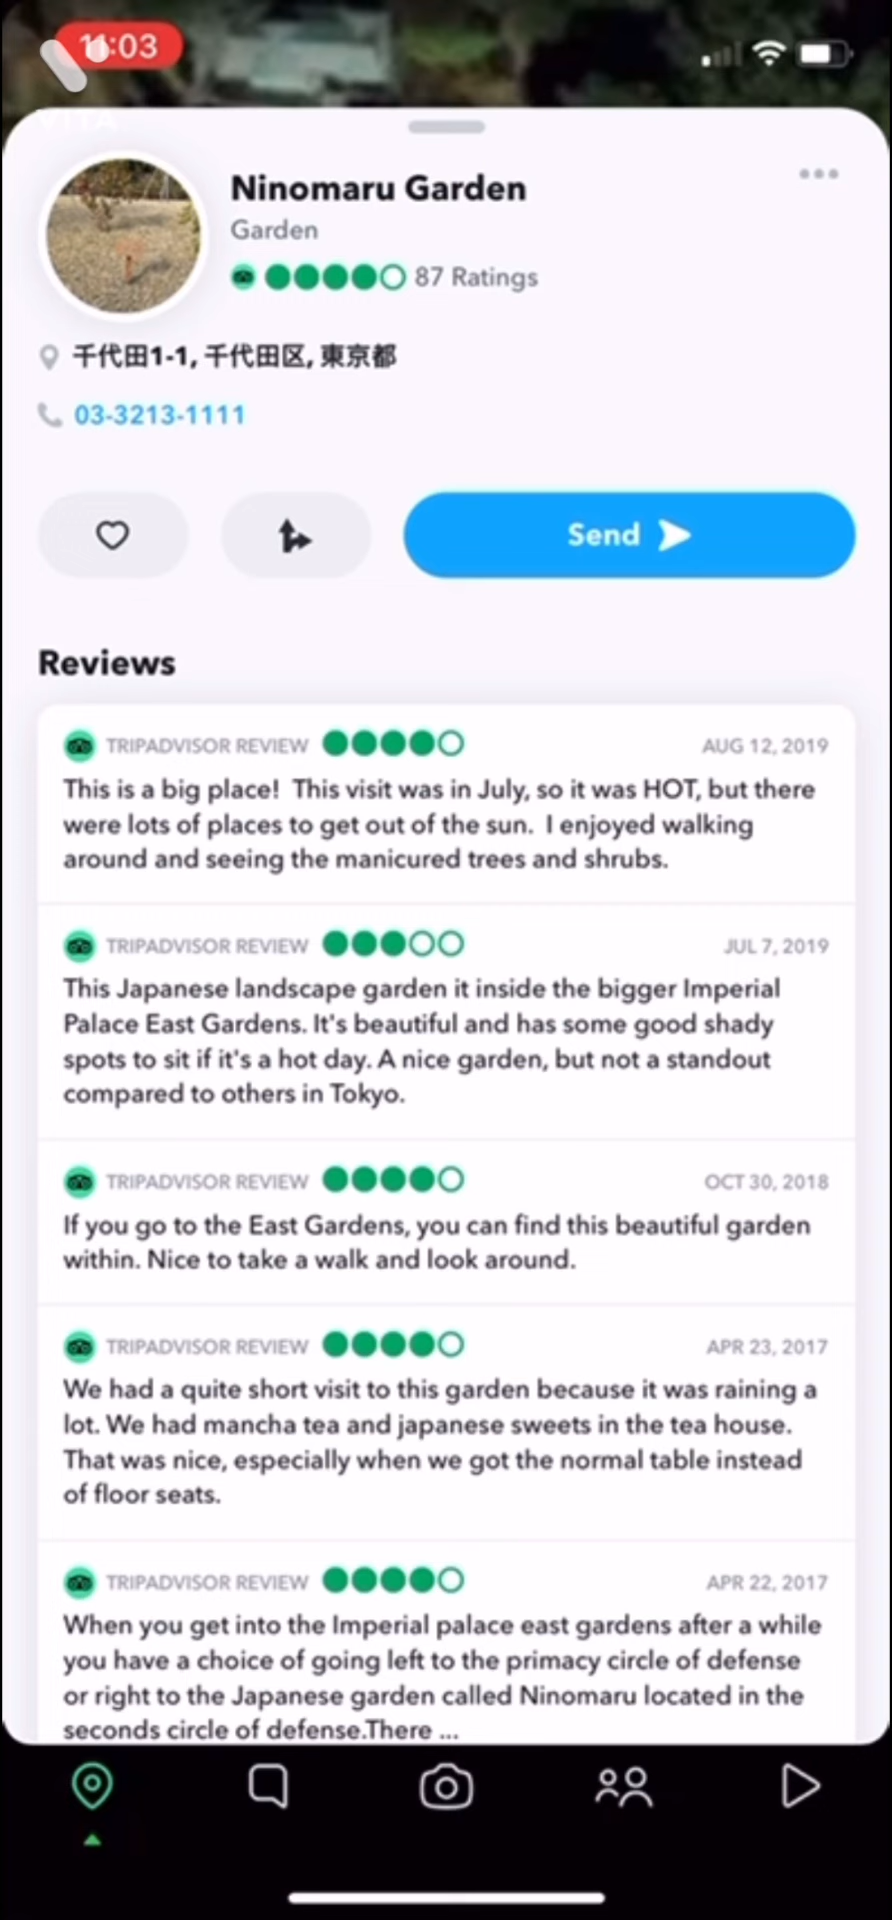 11:03
VITA
Ninomaru Garden
Garden
87 Ratings
千代田1-1, 千代田区, 東京都
03-3213-1111
Send
Reviews
TRIPADVISOR REVIEW AUG 12, 2019
This is a big place!  This visit was in July, so it was HOT, but there
were lots of places to get out of the sun.  I enjoyed walking
around and seeing the manicured trees and shrubs.
TRIPADVISOR REVIEW JUL 7, 2019
This Japanese landscape garden it inside the bigger Imperial
Palace East Gardens. It's beautiful and has some good shady
spots to sit if it's a hot day. A nice garden, but not a standout
compared to others in Tokyo.
TRIPADVISOR REVIEW OCT 30, 2018
If you go to the East Gardens, you can find this beautiful garden
within. Nice to take a walk and look around.
TRIPADVISOR REVIEW APR 23, 2017
We had a quite short visit to this garden because it was raining a
lot. We had mancha tea and japanese sweets in the tea house.
That was nice, especially when we got the normal table instead
of floor seats.
TRIPADVISOR REVIEW APR 22, 2017
When you get into the Imperial palace east gardens after a while
you have a choice of going left to the primacy circle of defense
or right to the Japanese garden called Ninomaru located in the
seconds circle of defense.There ...